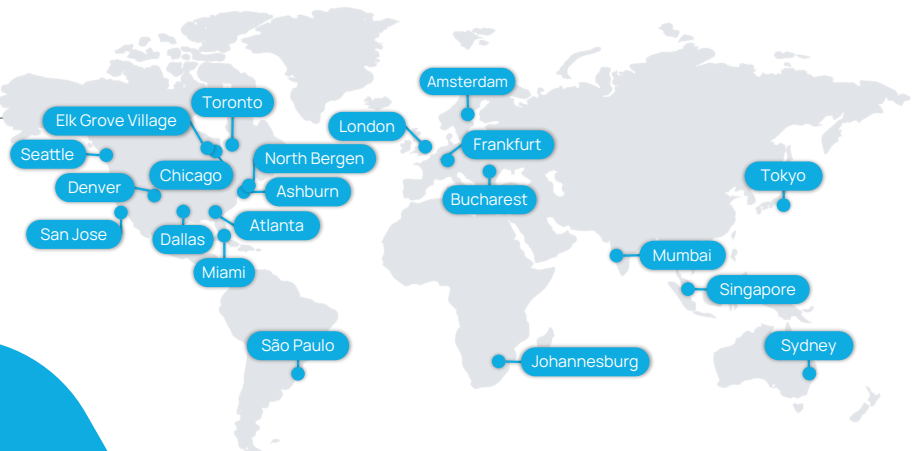 Amsterdam
Toronto
Elk Grove Village
London
Frankfurt
Seattle
North Bergen
Chicago
Tokyo
Denver
Ashburn
Bucharest
Atlanta
San Jose
Dallas
Mumbai
Miami
Singapore
São Paulo
Sydney
Johannesburg